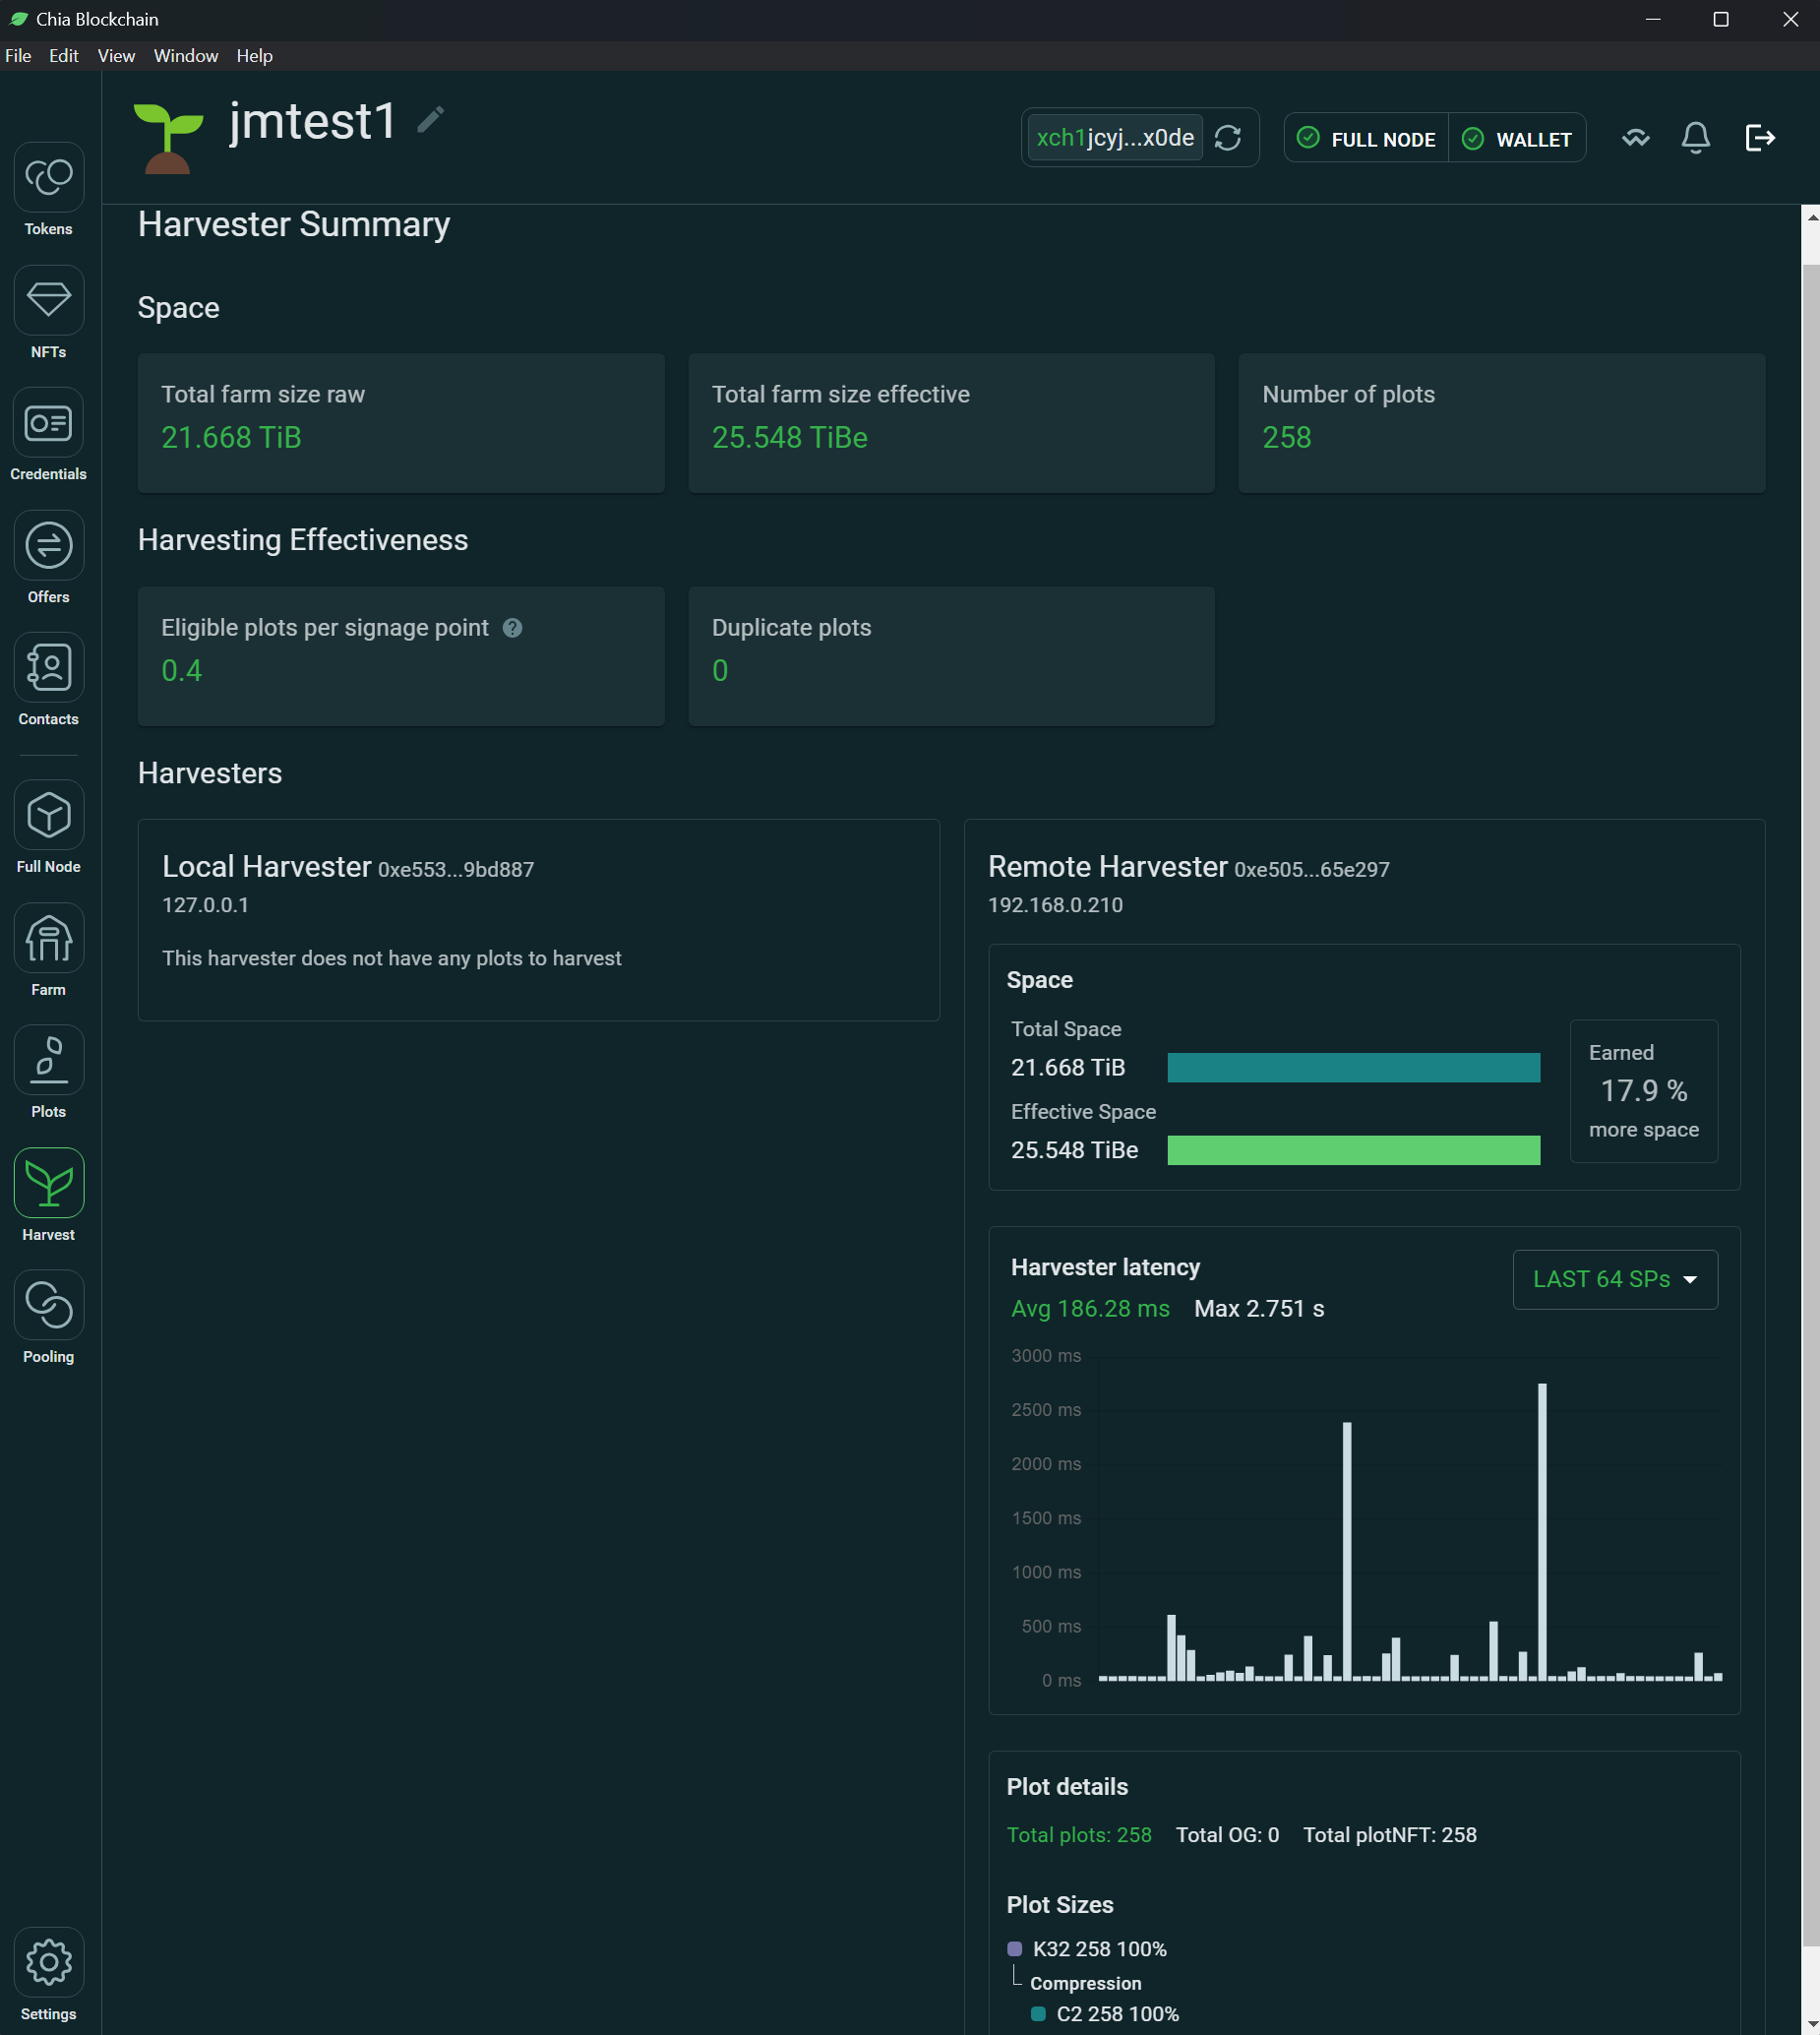 Chia Blockchain
File Edit View Window Help
jmtest1
xch1jcyj...x0de
FULL NODE
WALLET
Tokens
NFTs
Credentials
Offers
Contacts
Full Node
Farm
Plots
Harvest
Pooling
Settings
Harvester Summary
Space
Total farm size raw
21.668 TiB
Total farm size effective
25.548 TiBe
Number of plots
258
Harvesting Effectiveness
Eligible plots per signage point
0.4
Duplicate plots
0
Harvesters
Local Harvester 0xe553...9bd887
127.0.0.1
This harvester does not have any plots to harvest
Remote Harvester 0xe505...65e297
192.168.0.210
Space
Total Space
21.668 TiB
Effective Space
25.548 TiBe
Earned
17.9 %
more space
Harvester latency
Avg 186.28 ms Max 2.751 s
LAST 64 SPs
3000 ms
2500 ms
2000 ms
1500 ms
1000 ms
500 ms
0 ms
Plot details
Total plots: 258 Total OG: 0 Total plotNFT: 258
Plot Sizes
K32 258 100%
Compression
C2 258 100%